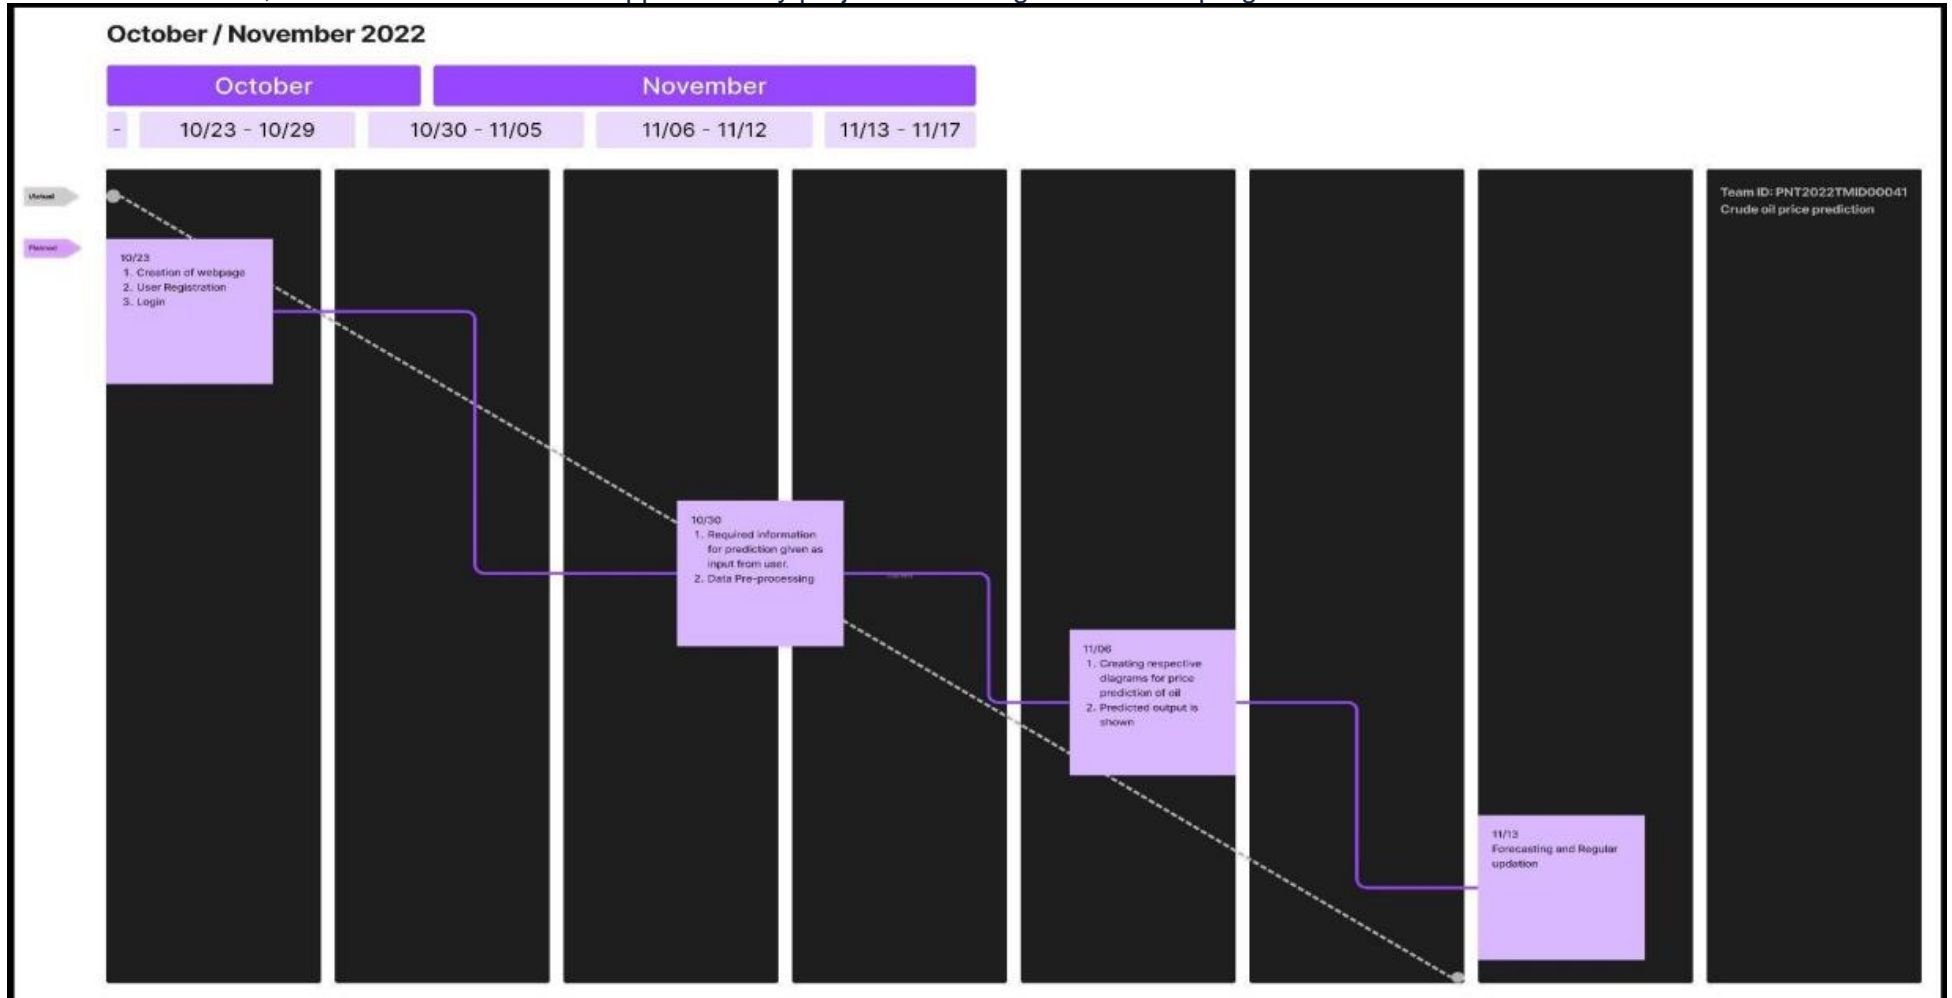 October / November 2022
October
November
-
10/23 - 10/29
10/30 - 11/05
11/06 - 11/12
11/13 - 11/17
Team ID: PNT2022TMID00041
Crude oil price prediction
Planned
10/23
1. Creation of webpage
2. User Registration
3. Login
10/30
1. Required information
for prediction given as
input from user.
2. Data Pre-processing
11/06
1. Creating respective
diagrams for price
prediction of oil
2. Predicted output is
shown
11/13
Forecasting and Regular
updation